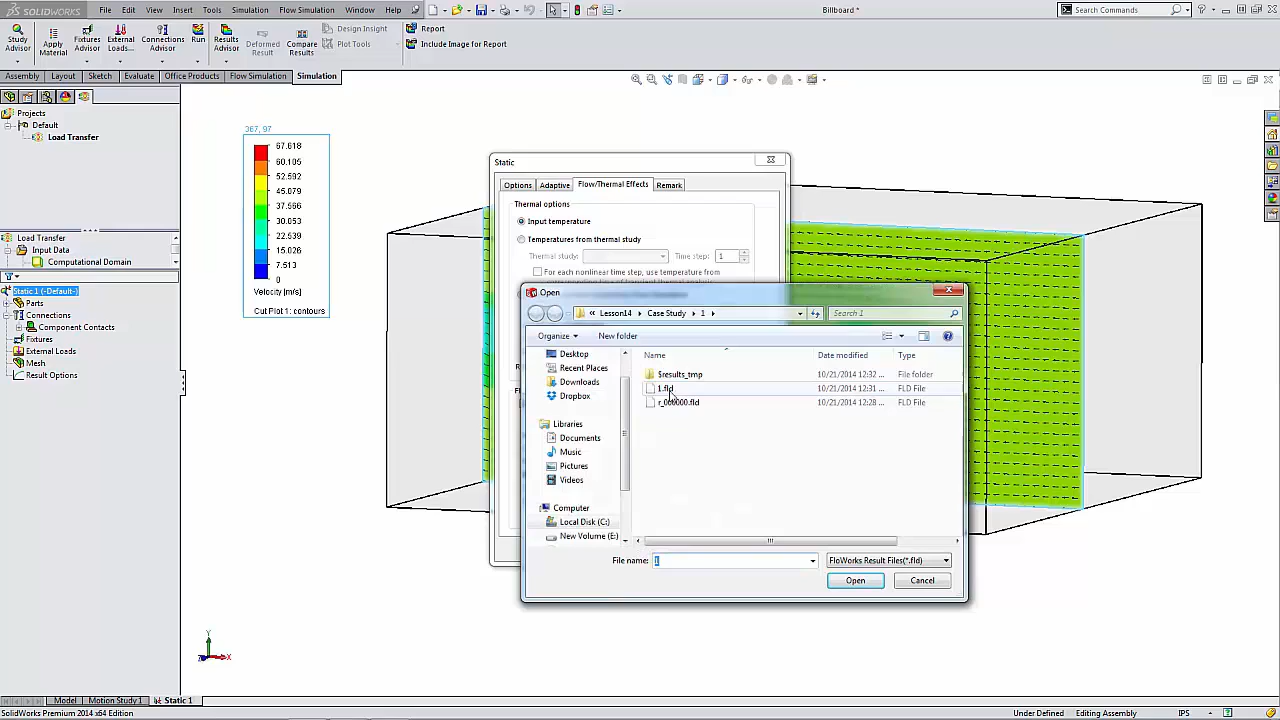 SOLIDWORKS File Edit View Insert Tools Simulation Flow Simulation Window Help Billboard * Search Commands
Study Advisor
Apply Material
Fixtures Advisor
External Loads...
Connections Advisor
Run
Results Advisor
Deformed Result
Compare Results
Design Insight
Plot Tools
Report
Include Image for Report
Assembly Layout Sketch Evaluate Office Products Flow Simulation Simulation
Projects
Default
Load Transfer
Load Transfer
Input Data
Computational Domain
Static 1 (-Default-)
Parts
Connections
Component Contacts
Fixtures
External Loads
Mesh
Result Options
367, 97
67.618
60.105
52.592
45.079
37.566
30.053
22.539
15.026
7.513
0
Velocity [m/s]
Cut Plot 1: contours
Static
Options Adaptive Flow/Thermal Effects Remark
Thermal options
Input temperature
Temperatures from thermal study
Thermal study: Time step: 1
For each nonlinear time step, use temperature from
Open
« Lesson14 Case Study 1 Search 1
Organize New folder
Name Date modified Type
Desktop
Recent Places
Downloads
Dropbox
Libraries
Documents
Music
Pictures
Videos
Computer
Local Disk (C:)
New Volume (E:)
$results_tmp 10/21/2014 12:32 ... File folder
1.fld 10/21/2014 12:31 ... FLD File
r_000000.fld 10/21/2014 12:28 ... FLD File
File name: 1 FloWorks Result Files(*.fld)
Open Cancel
Y
X
Z
Model Motion Study 1 Static 1
SolidWorks Premium 2014 x64 Edition Under Defined Editing Assembly IPS